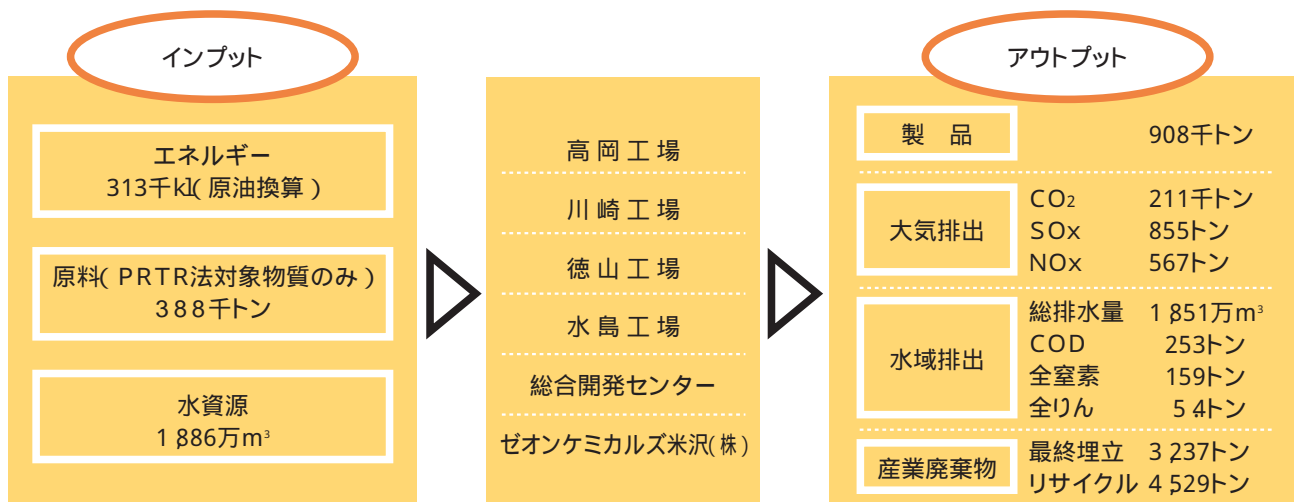 インプット
エネルギー
313千kl(原油換算)
原料(PRTR法対象物質のみ)
388千トン
水資源
1,886万m³
高岡工場
川崎工場
徳山工場
水島工場
総合開発センター
ゼオンケミカルズ米沢(株)
アウトプット
製 品 908千トン
大気排出
CO₂ 211千トン
SOx 855トン
NOx 567トン
水域排出
総排水量 1,851万m³
COD 253トン
全窒素 159トン
全りん 5.4トン
産業廃棄物
最終埋立 3,237トン
リサイクル 4,529トン